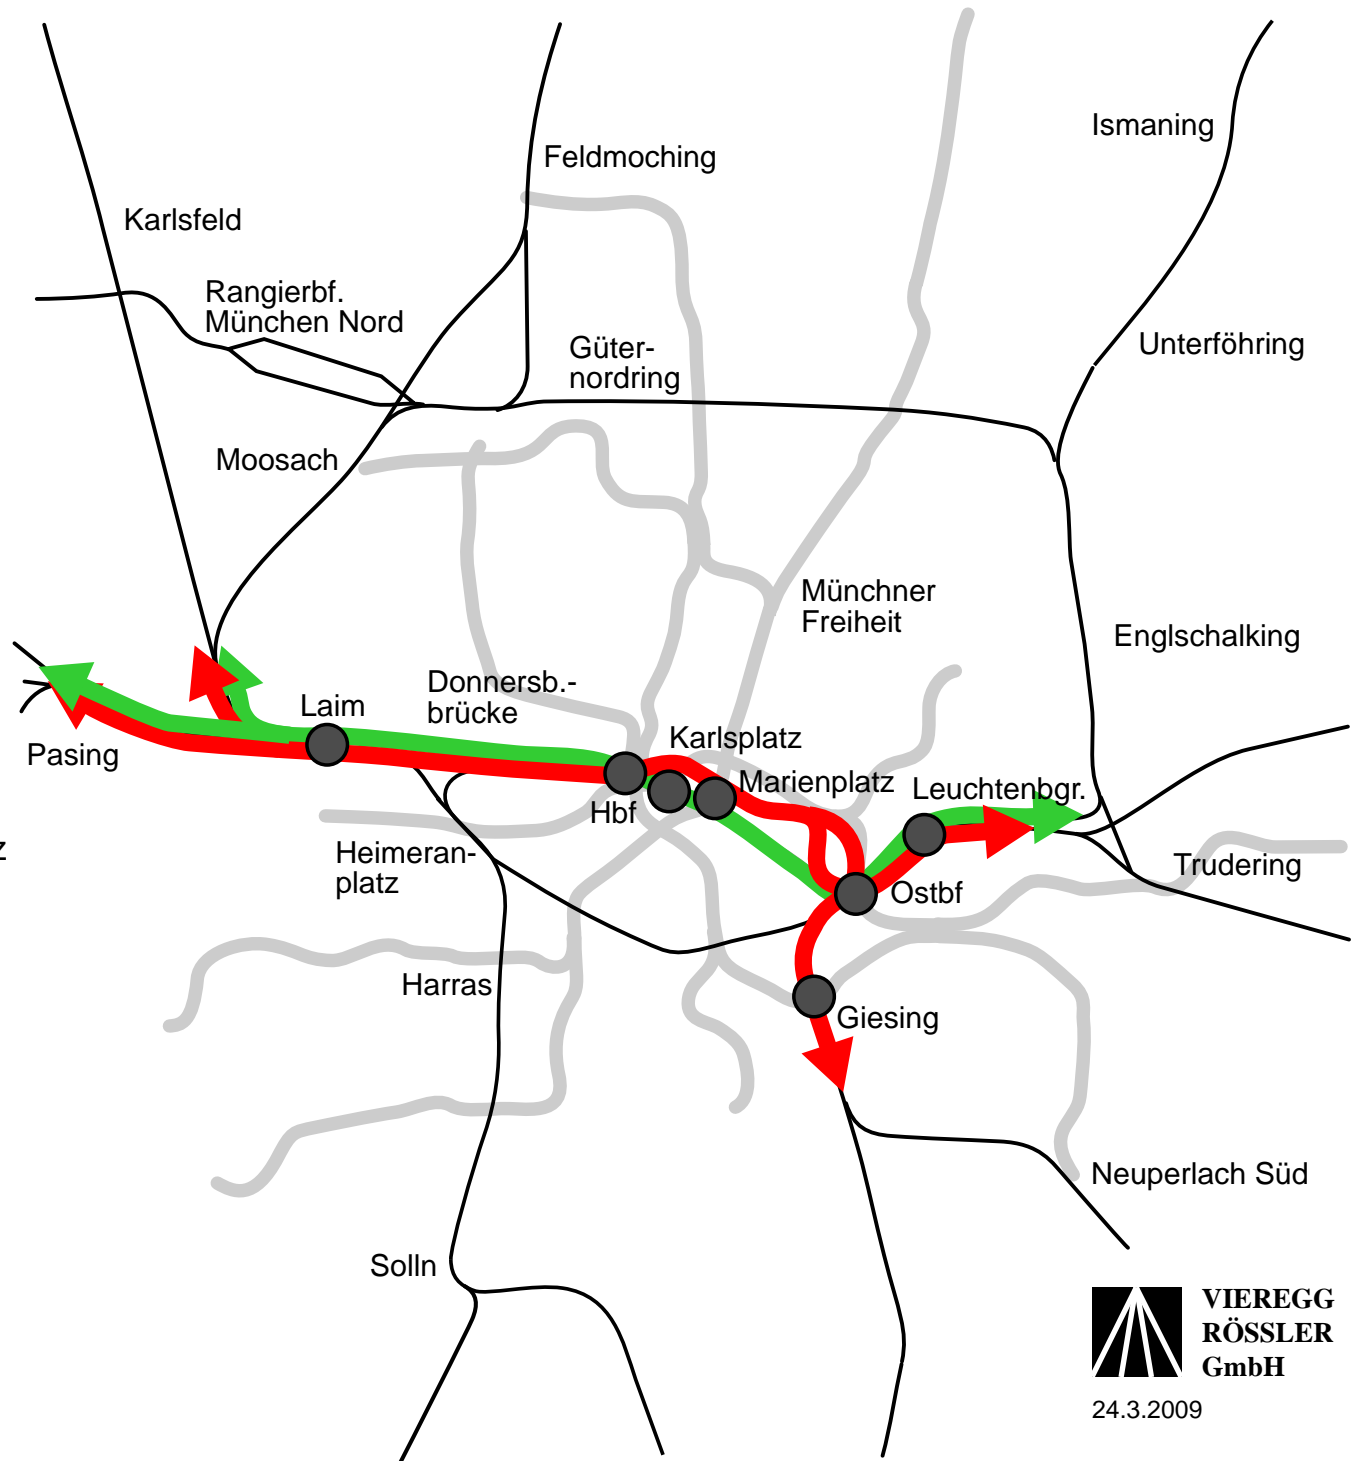 Ismaning
Feldmoching
Karlsfeld
Rangierbf.
München Nord
Güter-
nordring
Unterföhring
Moosach
Münchner
Freiheit
Englschalking
Donnersb.-
brücke
Laim
Karlsplatz
Pasing
Marienplatz
Leuchtenbgr.
Hbf
z
Heimeran-
platz
Trudering
Ostbf
Harras
Giesing
Neuperlach Süd
Solln
VIEREGG
RÖSSLER
GmbH
24.3.2009